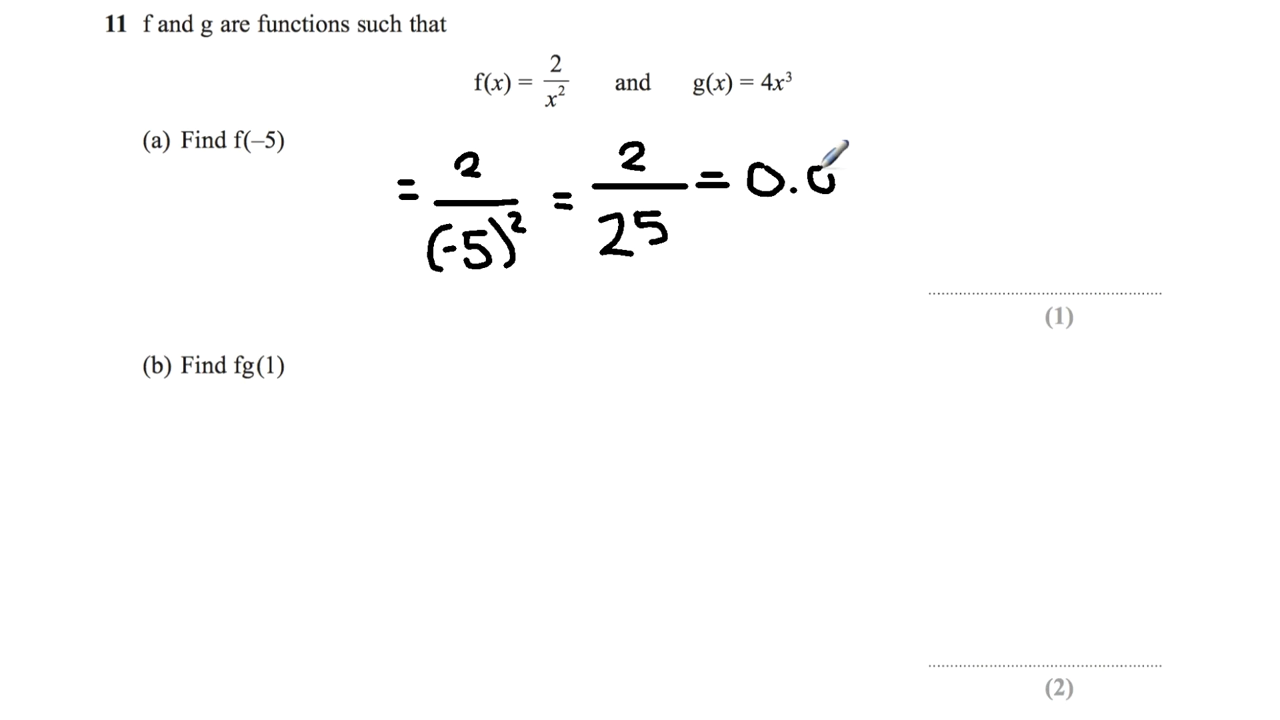 11 f and g are functions such that
f(x) = 2/x² and g(x) = 4x³
(a) Find f(–5)
= 2/(-5)² = 2/25 = 0.0
(1)
(b) Find fg(1)
(2)